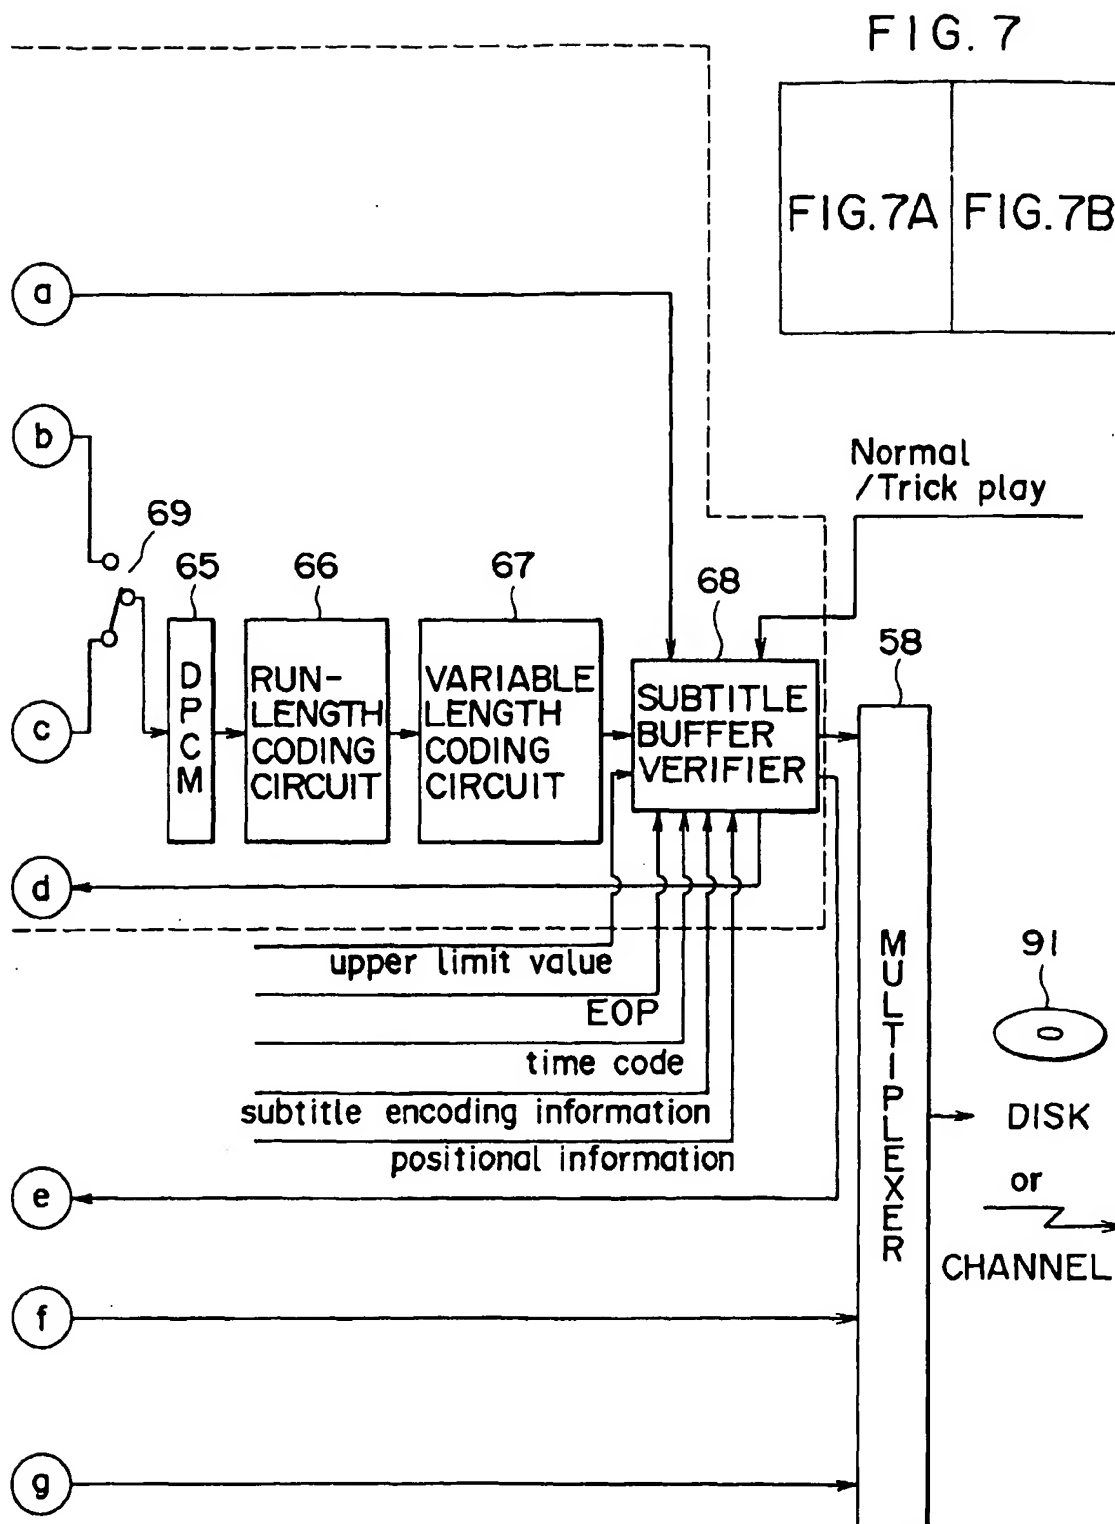 FIG. 7
FIG.7A
FIG.7B
a
b
Normal
/Trick play
69
65
66
67
68
58
DPCM
RUN-
LENGTH
CODING
CIRCUIT
VARIABLE
LENGTH
CODING
CIRCUIT
SUBTITLE
BUFFER
VERIFIER
c
d
upper limit value
EOP
time code
subtitle encoding information
positional information
MULTIPLEXER
91
DISK
or
CHANNEL
e
f
g